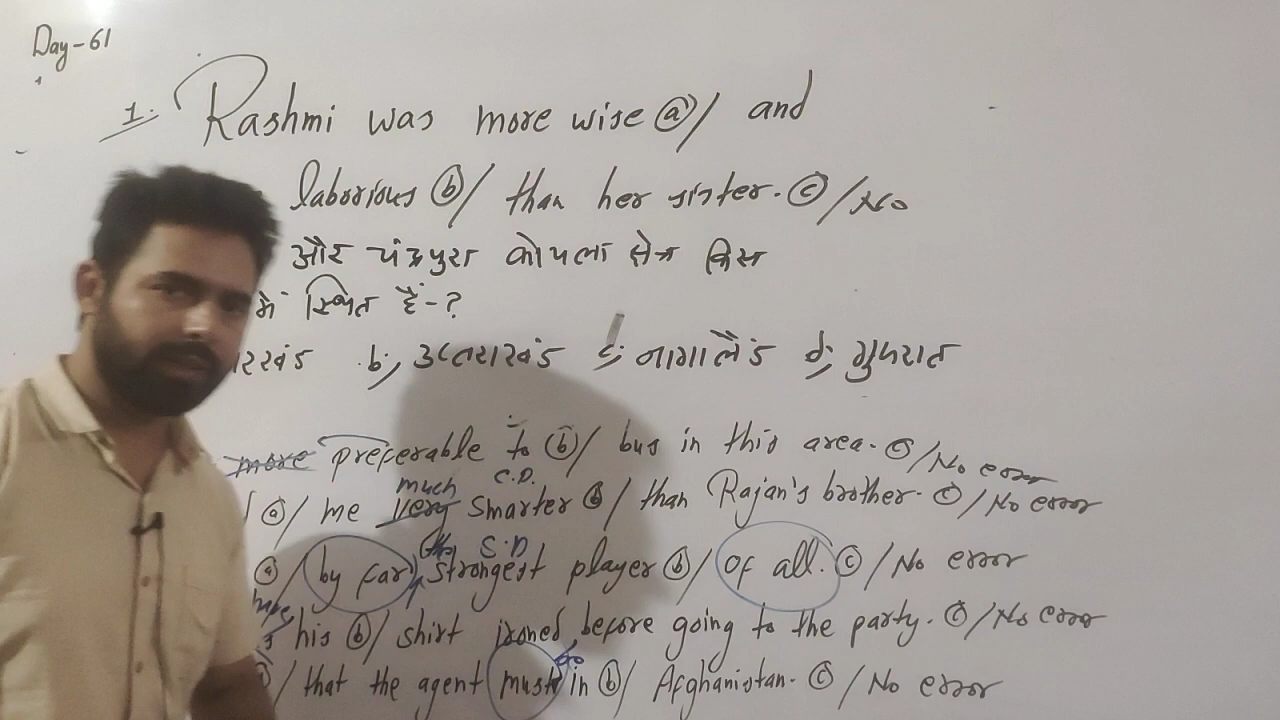 Day-61
1. Rashmi was more wise ⓐ/ and
laborious ⓑ/ than her sister. ⓒ/No
और चंद्रपुरा कोयला क्षेत्र किस
में स्थित हैं-?
रखंड b; उत्तराखंड c; नागालैंड d; गुजरात
more preferable to ⓑ/ bus in this area. ⓒ/No error
much C.D.
ⓐ/ me very smarter ⓑ/ than Rajan's brother. ⓒ/No error
the S.D
ⓐ/ by far strongest player ⓑ/ of all. ⓒ/No error
have
his ⓑ/ shirt ironed before going to the party. ⓒ/No error
be
/ that the agent must in ⓑ/ Afghanistan. ⓒ/No error